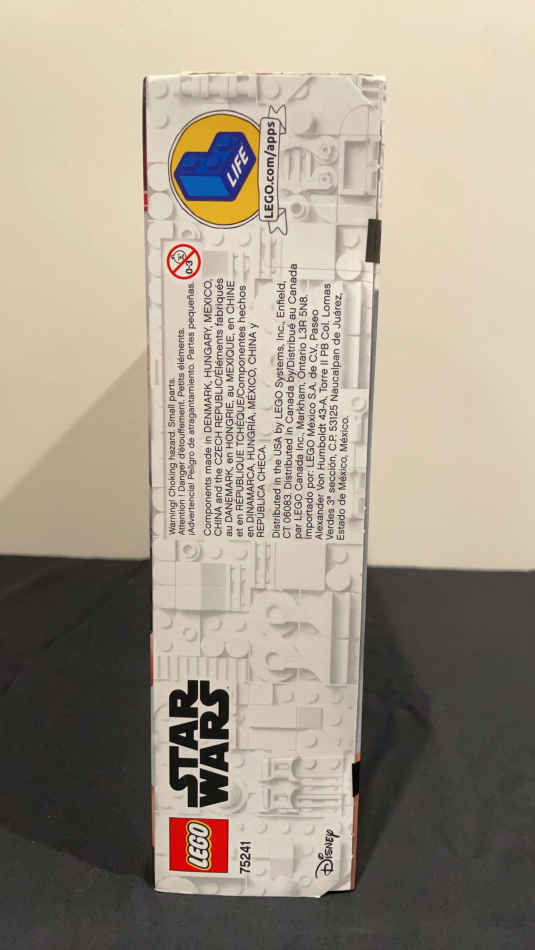 LEGO
75241
DISNEY
STAR
WARS
Warning! Choking hazard. Small parts.
Attention ! Danger d'étouffement. Petits éléments.
¡Advertencia! Peligro de atragantamiento. Partes pequeñas.
0-3
Components made in DENMARK, HUNGARY, MEXICO,
CHINA and the CZECH REPUBLIC/Éléments fabriqués
au DANEMARK, en HONGRIE, au MEXIQUE, en CHINE
et en RÉPUBLIQUE TCHÈQUE/Componentes hechos
en DINAMARCA, HUNGRÍA, MÉXICO, CHINA y
REPÚBLICA CHECA.
Distributed in the USA by LEGO Systems, Inc., Enfield,
CT 06083. Distributed in Canada by/Distribué au Canada
par LEGO Canada Inc., Markham, Ontario L3R 5N8.
Importado por: LEGO México S.A. de C.V., Paseo
Alexander Von Humboldt 43-A, Torre II PB Col. Lomas
Verdes 3ª sección, C.P. 53125 Naucalpan de Juárez,
Estado de México, México.
LIFE
LEGO.com/apps